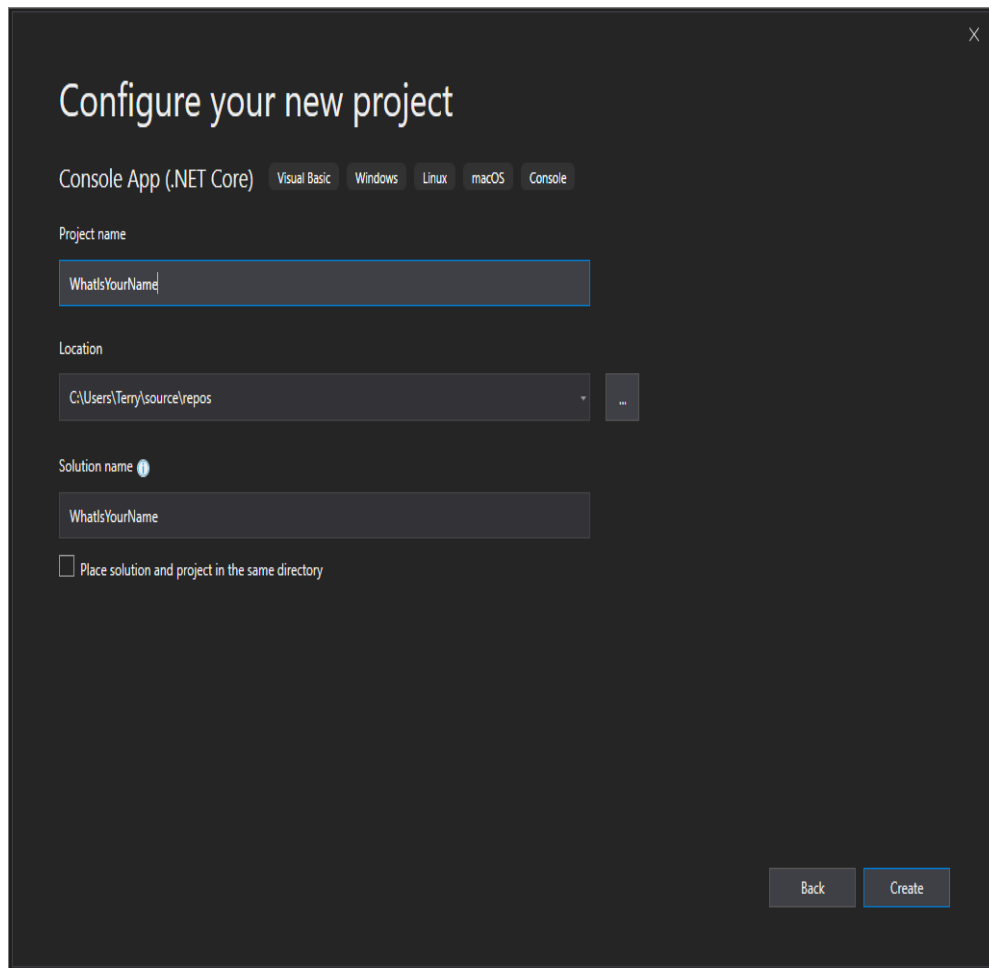 Configure your new project
Console App (.NET Core) Visual Basic Windows Linux macOS Console
Project name
WhatIsYourName
Location
C:\Users\Terry\source\repos
...
Solution name
WhatIsYourName
Place solution and project in the same directory
Back Create